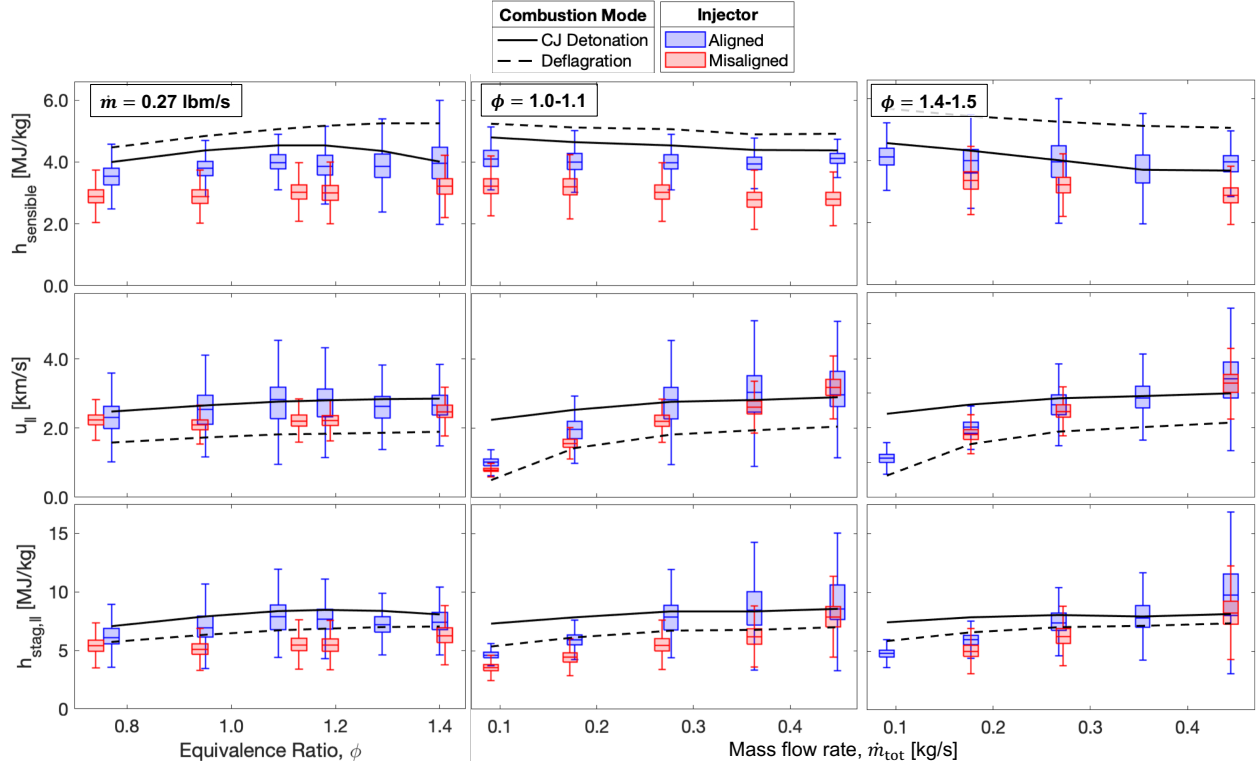 Combustion Mode
Injector
CJ Detonation
Aligned
Deflagration
Misaligned
ṁ = 0.27 lbm/s
ϕ = 1.0-1.1
ϕ = 1.4-1.5
h_sensible [MJ/kg]
6.0
4.0
2.0
0.0
u_II [km/s]
4.0
2.0
0.0
h_stag,II [MJ/kg]
15
10
5
0
0.8 1.0 1.2 1.4
0.1 0.2 0.3 0.4
0.1 0.2 0.3 0.4
Equivalence Ratio, ϕ
Mass flow rate, ṁ_tot [kg/s]